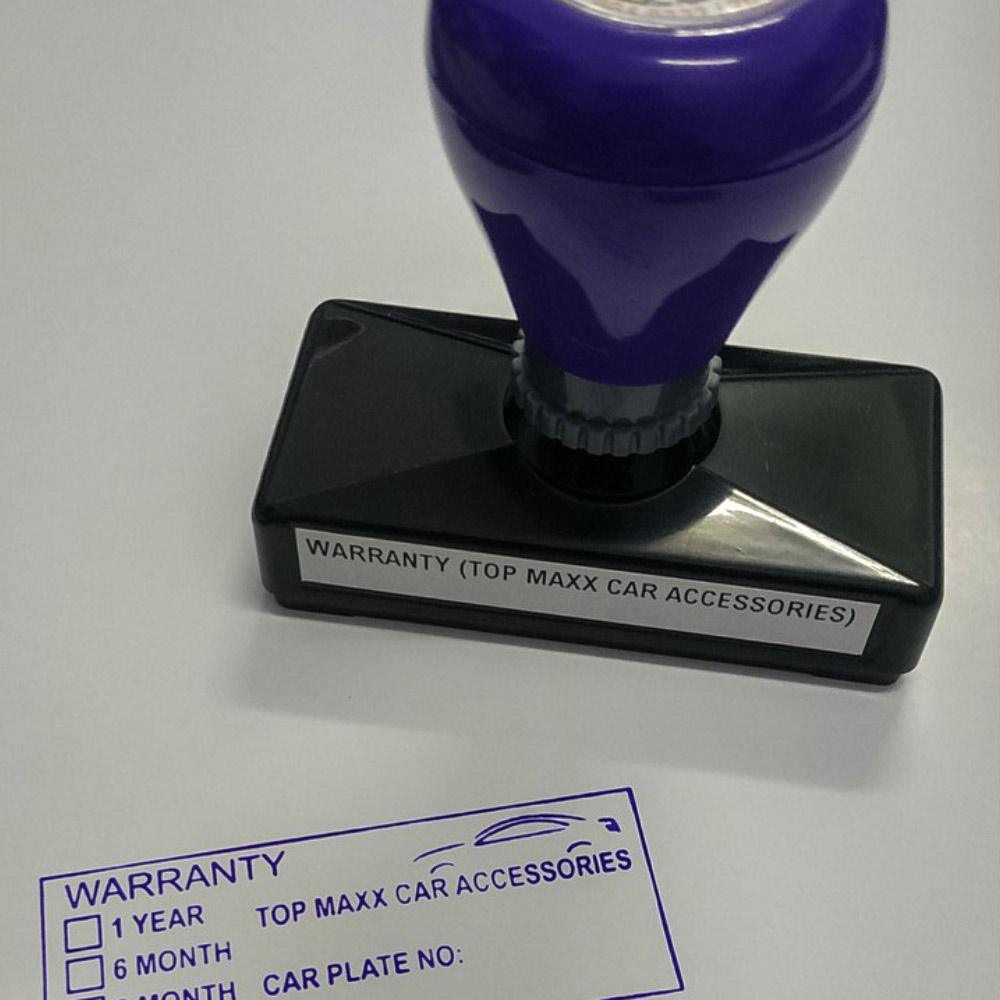 WARRANTY (TOP MAXX CAR ACCESSORIES)
WARRANTY
1 YEAR
TOP MAXX CAR ACCESSORIES
6 MONTH
MONTH
CAR PLATE NO: